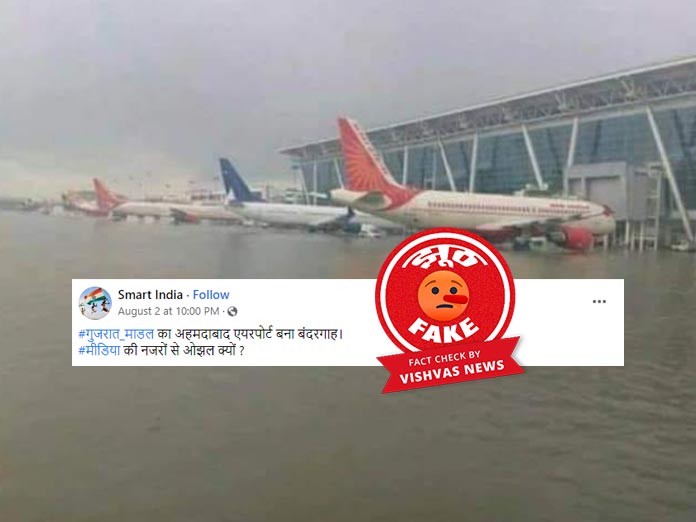 Smart India · Follow
August 2 at 10:00 PM ·
#गुजरात_माडल का अहमदाबाद एयरपोर्ट बना बंदरगाह।
#मीडिया की नजरों से ओझल क्यों ?
झूठ
FAKE
FACT CHECK BY
VISHVAS NEWS